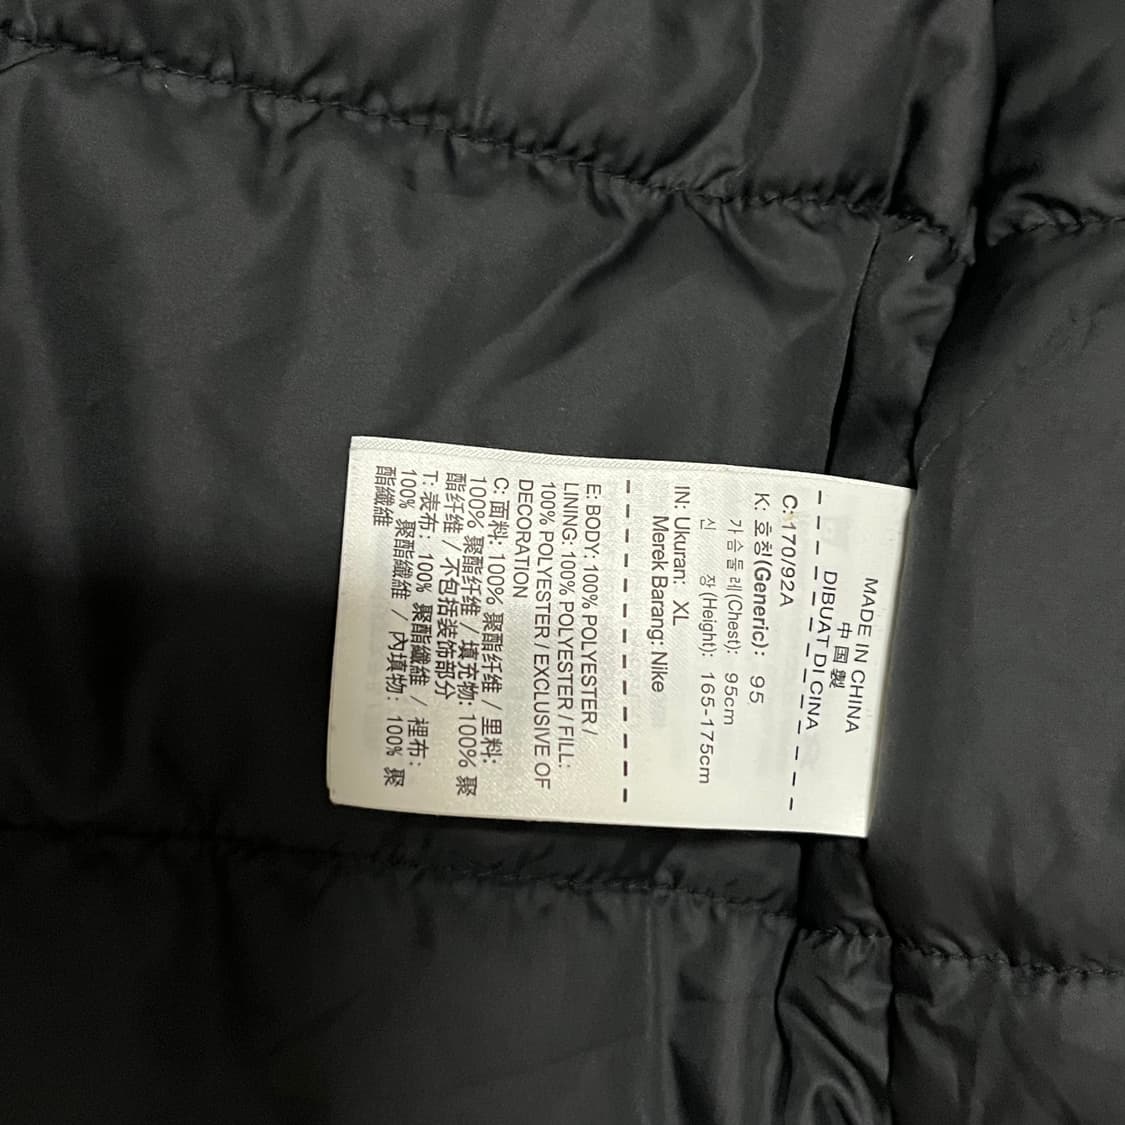 MADE IN CHINA
中国製
DIBUAT DI CINA
C: 170/92A
K: 호칭(Generic): 95
가슴둘레(Chest): 95cm
신 장(Height): 165-175cm
IN: Ukuran: XL
Merek Barang: Nike
E: BODY: 100% POLYESTER /
LINING: 100% POLYESTER / FILL:
100% POLYESTER / EXCLUSIVE OF
DECORATION
C: 面料: 100% 聚酯纤维 / 里料:
100% 聚酯纤维 / 填充物: 100% 聚
酯纤维 / 不包括装饰部分
T: 表布: 100% 聚酯纖維 / 裡布:
100% 聚酯纖維 / 內填物: 100% 聚
酯纖維